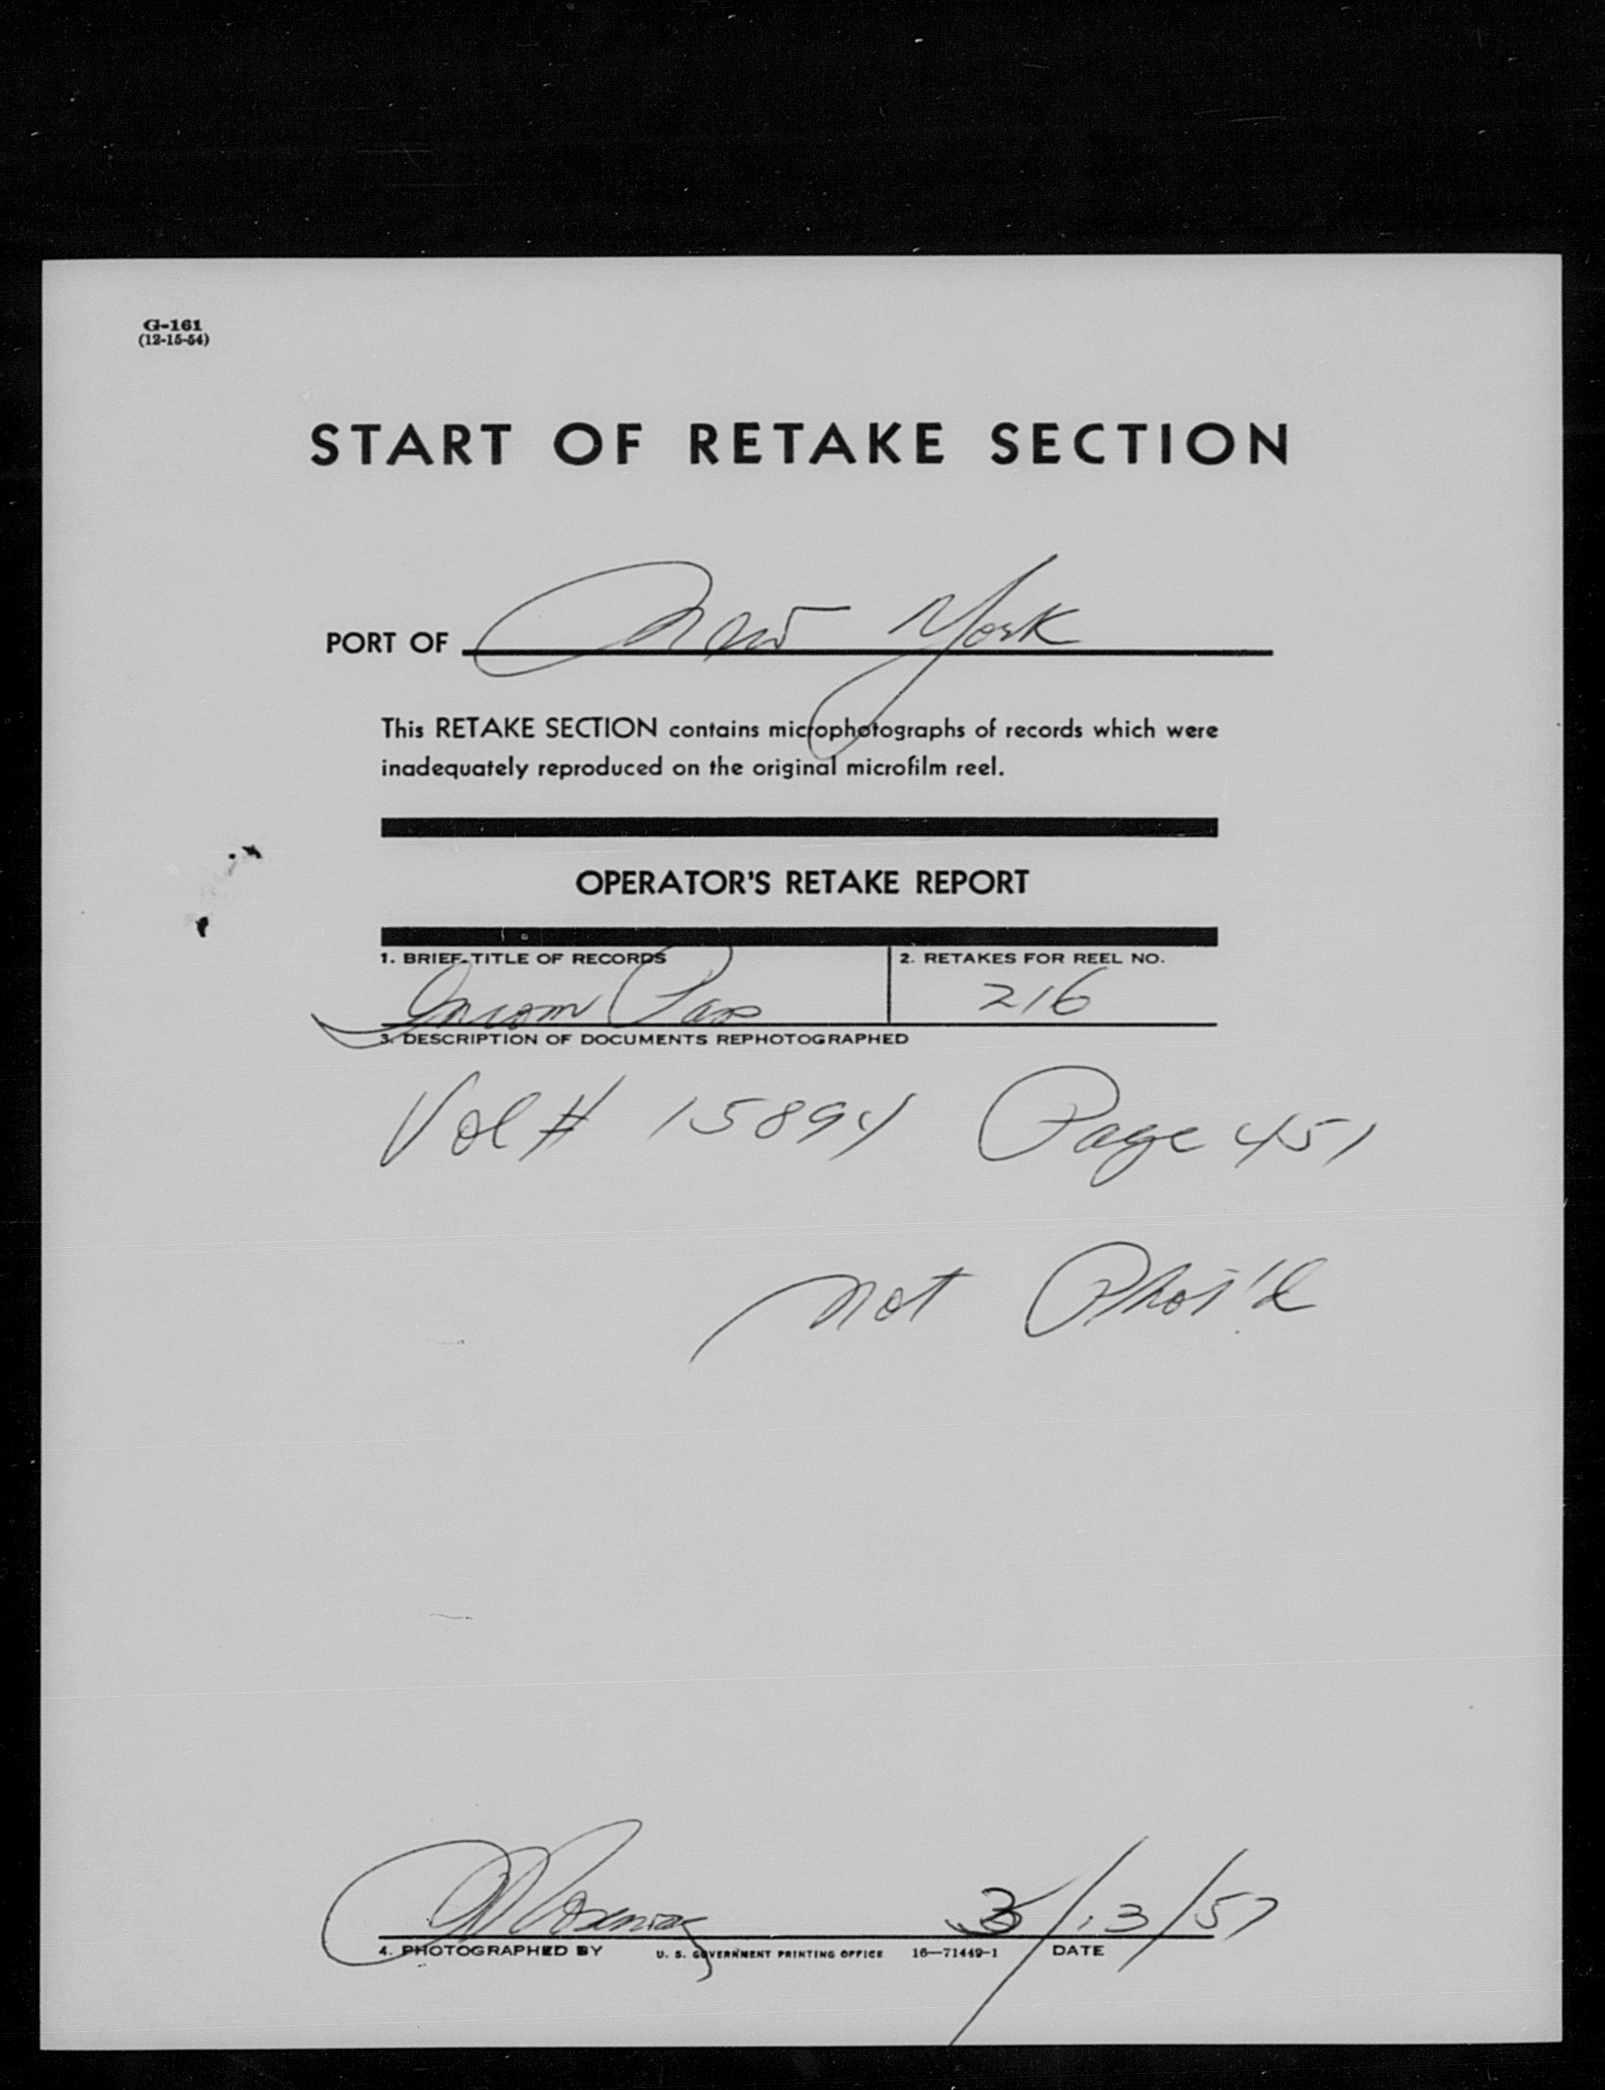 G-161
(12-15-54)
START OF RETAKE SECTION
PORT OF New York
This RETAKE SECTION contains microphotographs of records which were
inadequately reproduced on the original microfilm reel.
OPERATOR'S RETAKE REPORT
1. BRIEF TITLE OF RECORDS
2. RETAKES FOR REEL NO.
Incom Pass
216
3. DESCRIPTION OF DOCUMENTS REPHOTOGRAPHED
Vol # 15894 Page 451
not Phot'd
/13/57
4. PHOTOGRAPHED BY
U. S. GOVERNMENT PRINTING OFFICE 16—71449-1
DATE